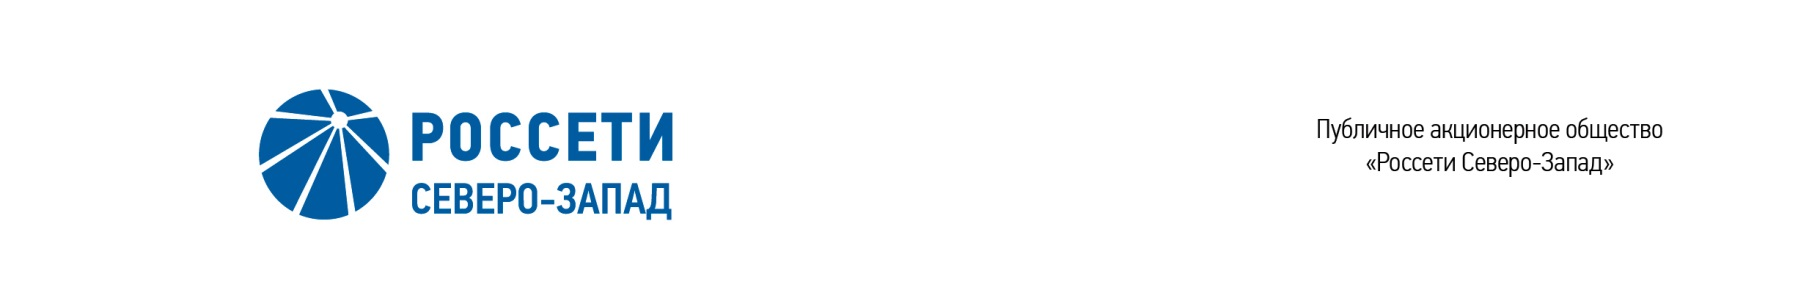 РОССЕТИ
СЕВЕРО-ЗАПАД
Публичное акционерное общество
«Россети Северо-Запад»